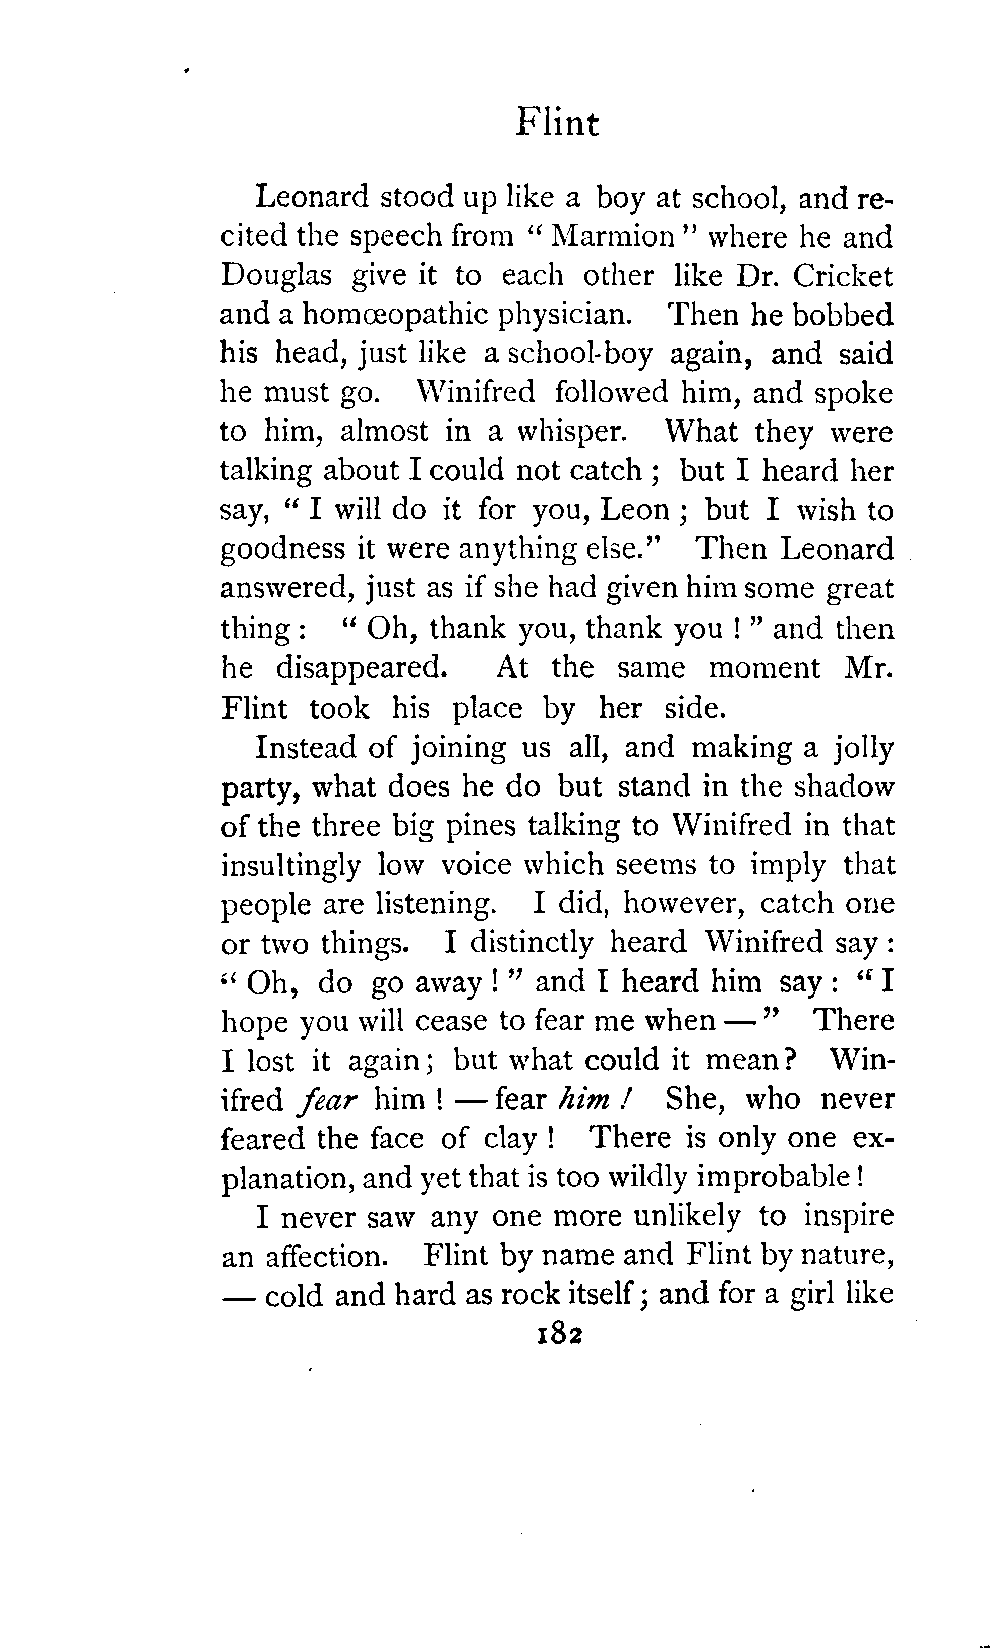 Flint
Leonard stood up like a boy at school, and re-
cited the speech from “ Marmion ” where he and
Douglas give it to each other like Dr. Cricket
and a homœopathic physician. Then he bobbed
his head, just like a school-boy again, and said
he must go. Winifred followed him, and spoke
to him, almost in a whisper. What they were
talking about I could not catch ; but I heard her
say, “ I will do it for you, Leon ; but I wish to
goodness it were anything else.” Then Leonard
answered, just as if she had given him some great
thing : “ Oh, thank you, thank you ! ” and then
he disappeared. At the same moment Mr.
Flint took his place by her side.
Instead of joining us all, and making a jolly
party, what does he do but stand in the shadow
of the three big pines talking to Winifred in that
insultingly low voice which seems to imply that
people are listening. I did, however, catch one
or two things. I distinctly heard Winifred say :
“ Oh, do go away ! ” and I heard him say : “ I
hope you will cease to fear me when — ” There
I lost it again ; but what could it mean? Win-
ifred fear him ! — fear him ! She, who never
feared the face of clay ! There is only one ex-
planation, and yet that is too wildly improbable !
I never saw any one more unlikely to inspire
an affection. Flint by name and Flint by nature,
— cold and hard as rock itself ; and for a girl like
182